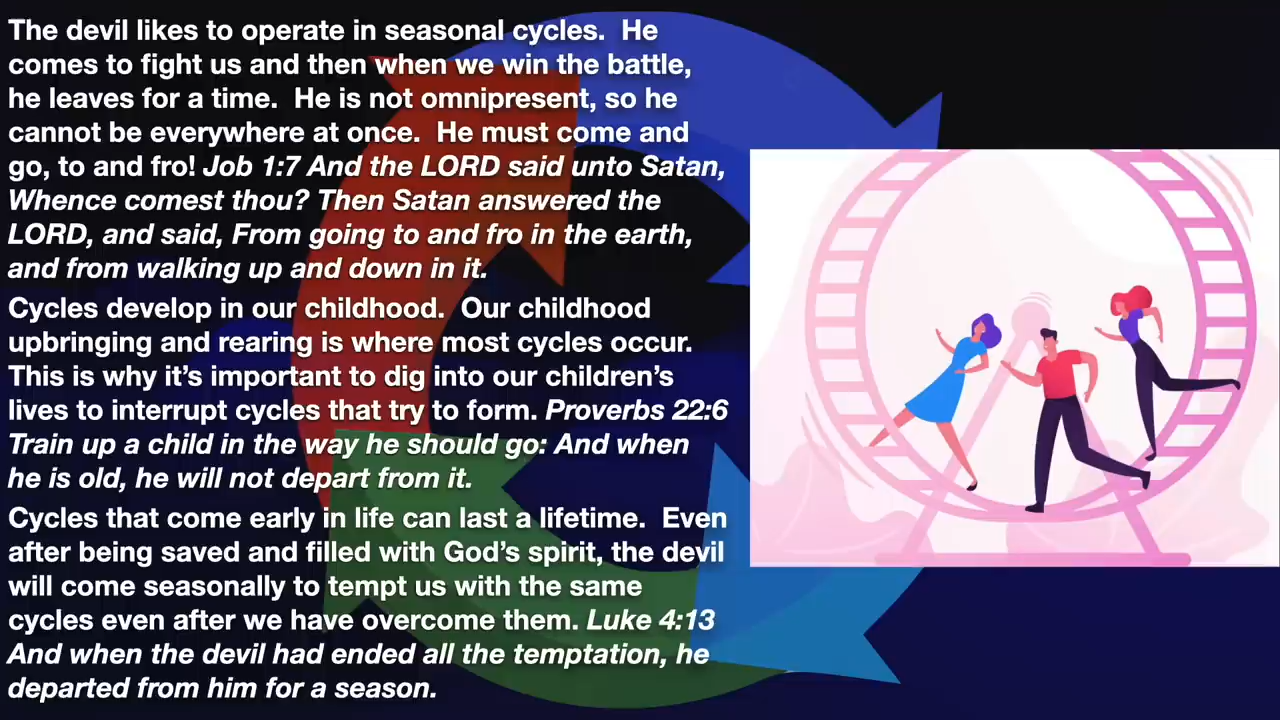 The devil likes to operate in seasonal cycles.  He
comes to fight us and then when we win the battle,
he leaves for a time.  He is not omnipresent, so he
cannot be everywhere at once.  He must come and
go, to and fro! Job 1:7 And the LORD said unto Satan,
Whence comest thou? Then Satan answered the
LORD, and said, From going to and fro in the earth,
and from walking up and down in it.
Cycles develop in our childhood.  Our childhood
upbringing and rearing is where most cycles occur.
This is why it’s important to dig into our children’s
lives to interrupt cycles that try to form. Proverbs 22:6
Train up a child in the way he should go: And when
he is old, he will not depart from it.
Cycles that come early in life can last a lifetime.  Even
after being saved and filled with God’s spirit, the devil
will come seasonally to tempt us with the same
cycles even after we have overcome them. Luke 4:13
And when the devil had ended all the temptation, he
departed from him for a season.